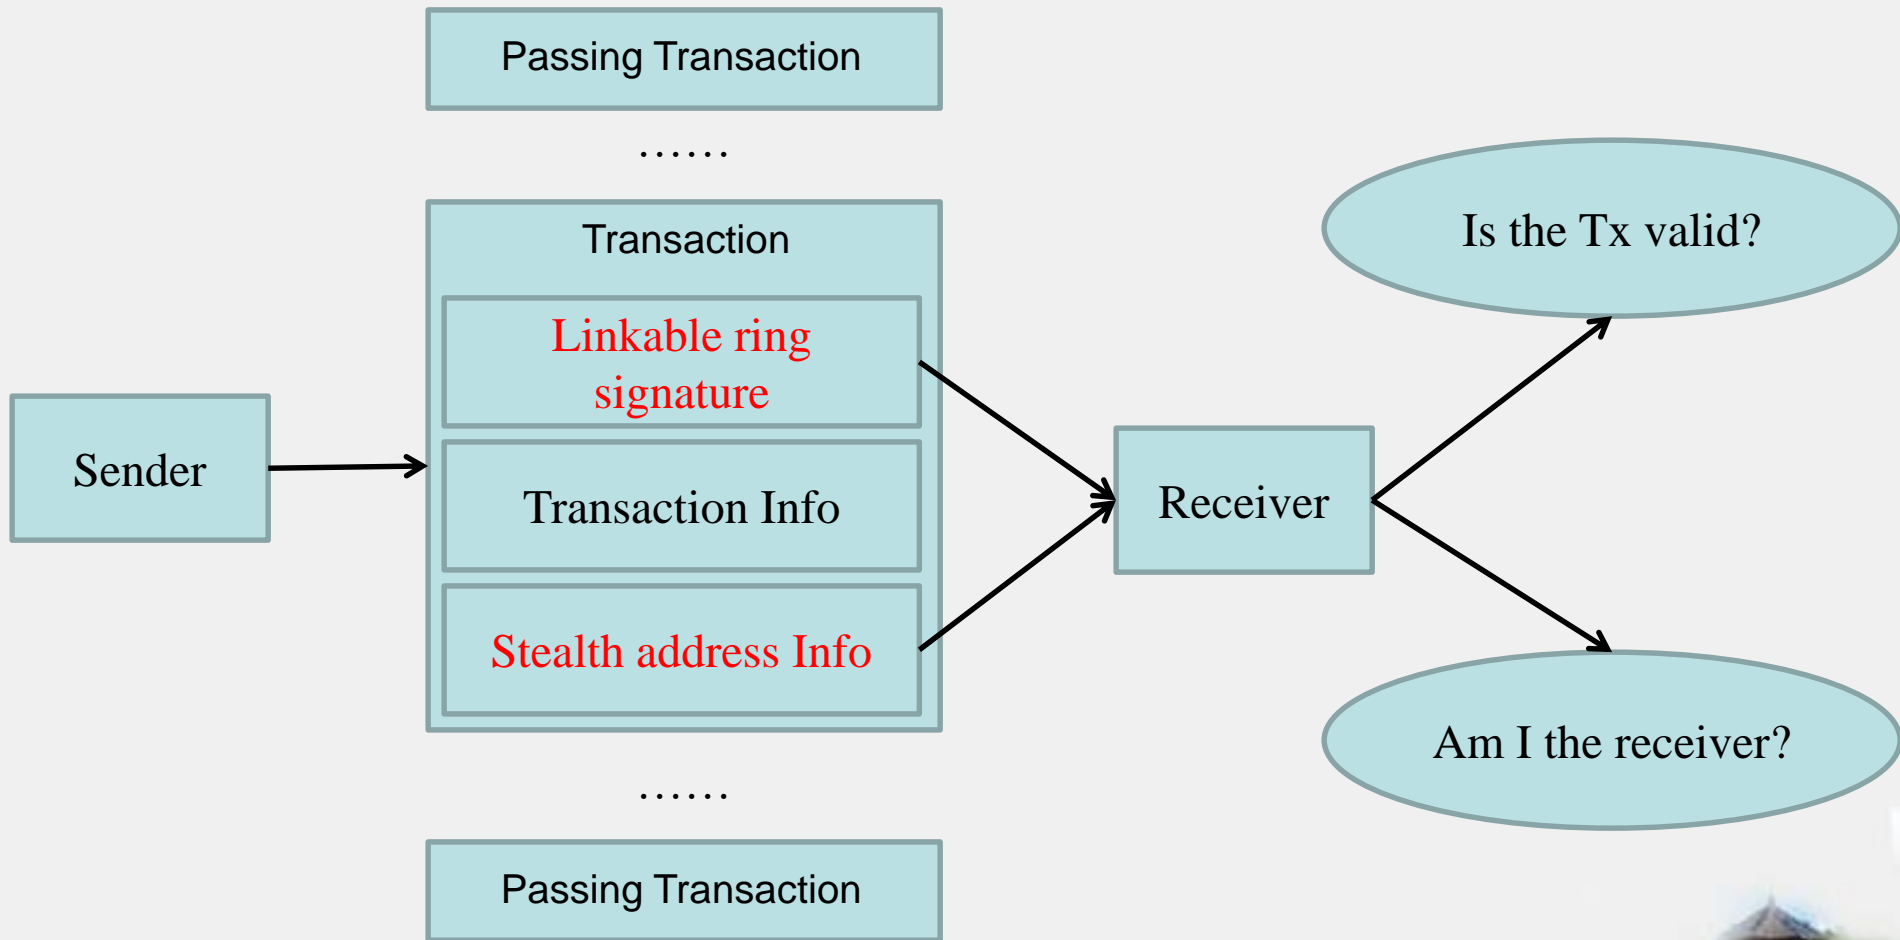 Passing Transaction
……
Transaction
Linkable ring
signature
Sender
Transaction Info
Stealth address Info
Receiver
Is the Tx valid?
Am I the receiver?
……
Passing Transaction